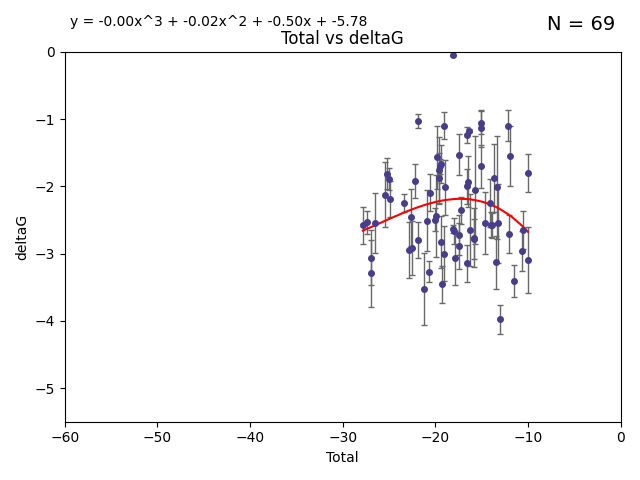 y = -0.00x^3 + -0.02x^2 + -0.50x + -5.78
N = 69
Total vs deltaG
0
−1
−2
−3
−4
−5
deltaG
−60
−50
−40
−30
−20
−10
0
Total